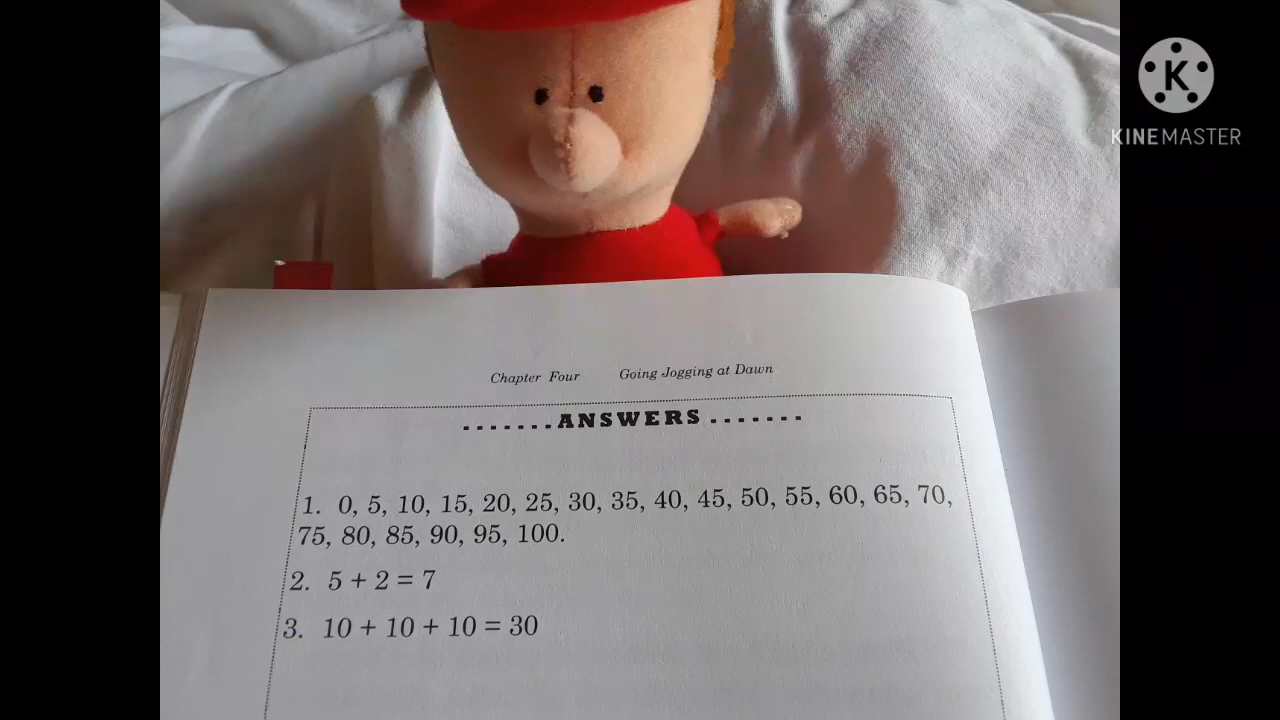 K
KINEMASTER
Chapter Four Going Jogging at Dawn
.......ANSWERS.......
1. 0, 5, 10, 15, 20, 25, 30, 35, 40, 45, 50, 55, 60, 65, 70,
75, 80, 85, 90, 95, 100.
2. 5 + 2 = 7
3. 10 + 10 + 10 = 30